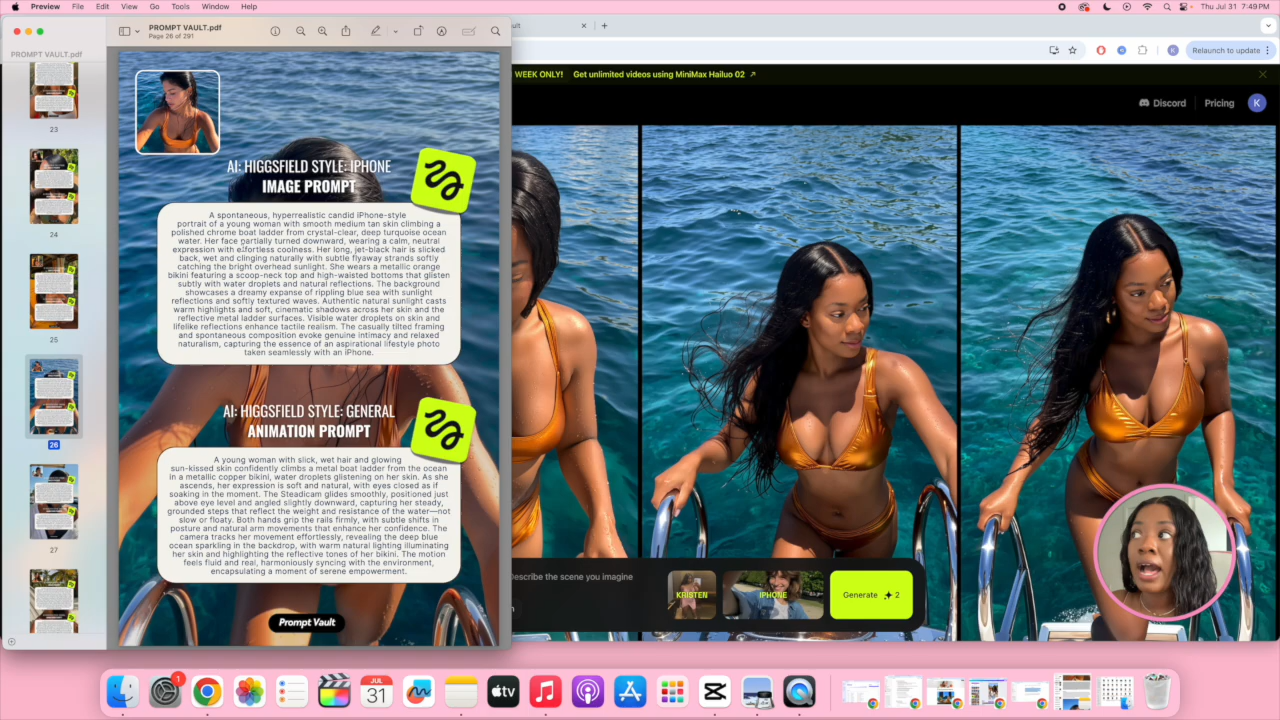 Preview File Edit View Go Tools Window Help
Thu Jul 31 7:49 PM
PROMPT VAULT.pdf
Page 26 of 291
PROMPT VAULT.pdf
23
24
25
26
27
Relaunch to update
K
WEEK ONLY! Get unlimited videos using MiniMax Hailuo 02
Discord Pricing K
AI: HIGGSFIELD STYLE: IPHONE
IMAGE PROMPT
A spontaneous, hyperrealistic candid iPhone-style
portrait of a young woman with smooth medium tan skin climbing a
polished chrome boat ladder from crystal-clear, deep turquoise ocean
water. Her face partially turned downward, wearing a calm, neutral
expression with effortless coolness. Her long, jet-black hair is slicked
back, wet and clinging naturally with subtle flyaway strands softly
catching the bright overhead sunlight. She wears a metallic orange
bikini featuring a scoop-neck top and high-waisted bottoms that glisten
subtly with water droplets and natural reflections. The background
showcases a dreamy expanse of rippling blue sea with sunlight
reflections and softly textured waves. Authentic natural sunlight casts
warm highlights and soft, cinematic shadows across her skin and the
reflective metal ladder surfaces. Visible water droplets on skin and
lifelike reflections enhance tactile realism. The casually tilted framing
and spontaneous composition evoke genuine intimacy and relaxed
naturalism, capturing the essence of an aspirational lifestyle photo
taken seamlessly with an iPhone.
AI: HIGGSFIELD STYLE: GENERAL
ANIMATION PROMPT
A young woman with slick, wet hair and glowing
sun-kissed skin confidently climbs a metal boat ladder from the ocean
in a metallic copper bikini, water droplets glistening on her skin. As she
ascends, her expression is soft and natural, with eyes closed as if
soaking in the moment. The Steadicam glides smoothly, positioned just
above eye level and angled slightly downward, capturing her steady,
grounded steps that reflect the weight and resistance of the water—not
slow or floaty. Both hands grip the rails firmly, with subtle shifts in
posture and natural arm movements that enhance her confidence. The
camera tracks her movement effortlessly, revealing the deep blue
ocean sparkling in the backdrop, with warm natural lighting illuminating
her skin and highlighting the reflective tones of her bikini. The motion
feels fluid and real, harmoniously syncing with the environment,
encapsulating a moment of serene empowerment.
Prompt Vault
Describe the scene you imagine
KRISTEN
IPHONE
Generate 2
1
JUL
31
tv